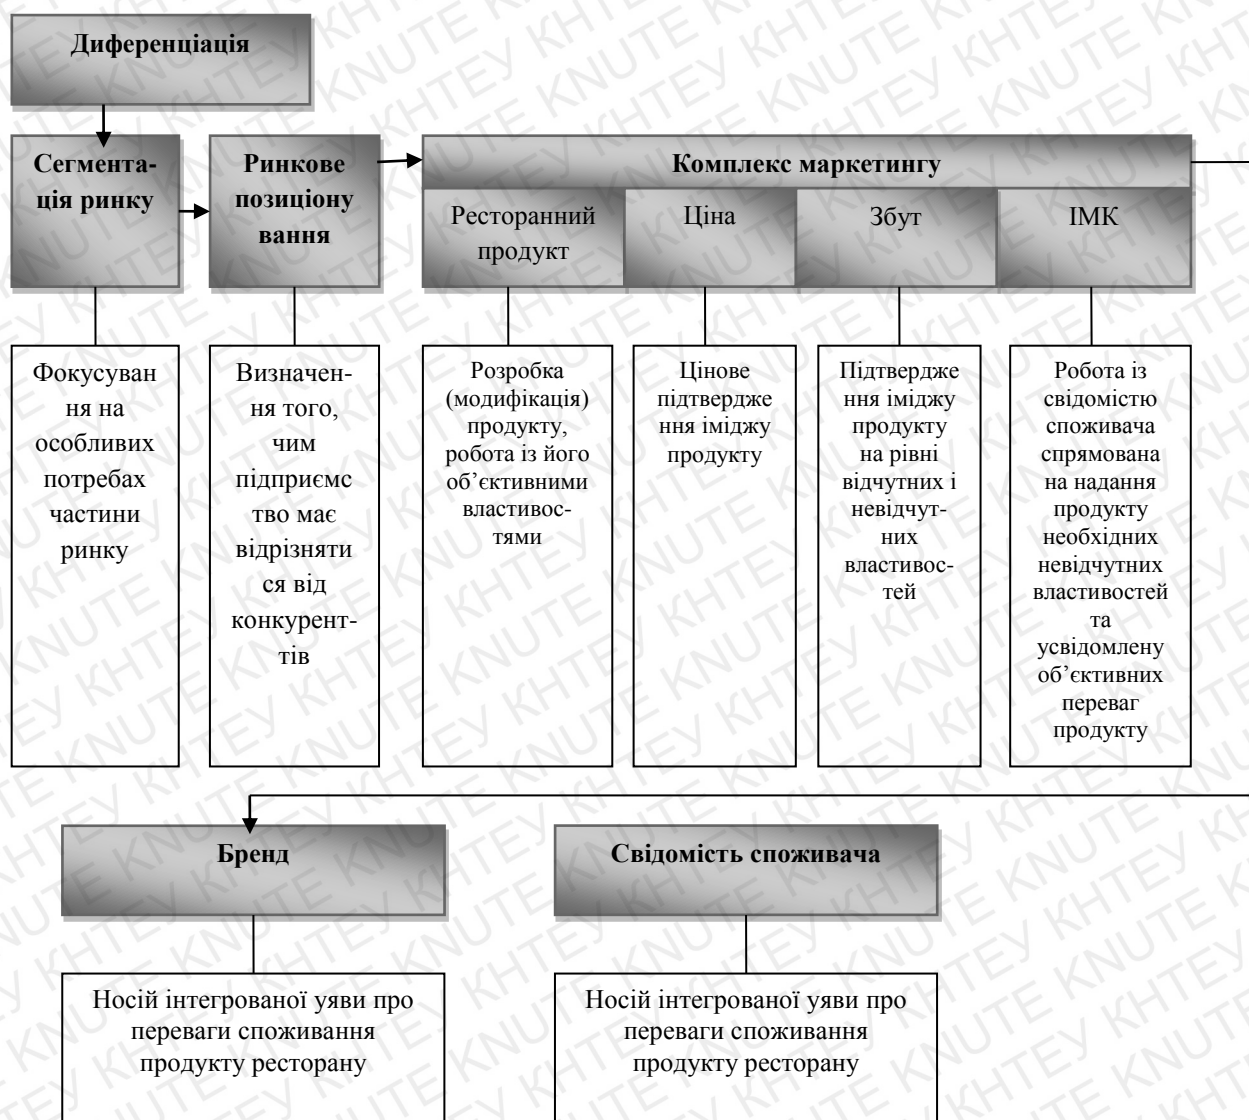 Диференціація
Сегмента-
ція ринку
Ринкове
позиціону
вання
Комплекс маркетингу
Ресторанний
продукт
Ціна
Збут
ІМК
Фокусуван
ня на
особливих
потребах
частини
ринку
Визначен-
ня того,
чим
підприємс
тво має
відрізняти
ся від
конкурент-
тів
Розробка
(модифікація)
продукту,
робота із його
об’єктивними
властивос-
тями
Цінове
підтвердже
ння іміджу
продукту
Підтвердже
ння іміджу
продукту
на рівні
відчутних і
невідчут-
них
властивос-
тей
Робота із
свідомістю
споживача
спрямована
на надання
продукту
необхідних
невідчутних
властивостей
та
усвідомлену
об’єктивних
переваг
продукту
Бренд
Свідомість споживача
Носій інтегрованої уяви про
переваги споживання
продукту ресторану
Носій інтегрованої уяви про
переваги споживання
продукту ресторану